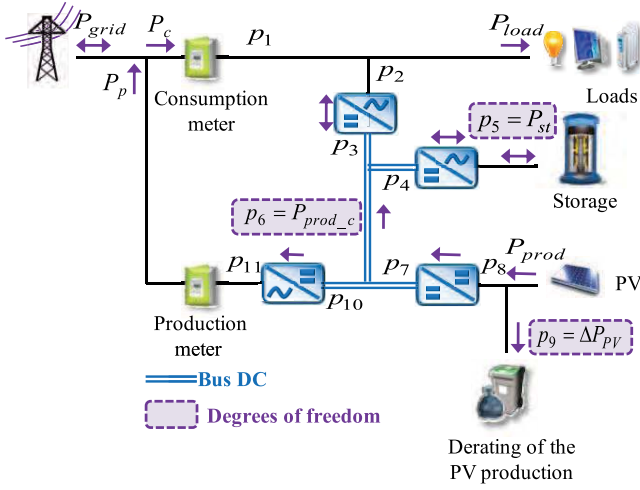 P_grid
P_c
p_1
P_load
P_p
p_2
Consumption
meter
Loads
p_3
p_5 = P_st
p_4
Storage
p_6 = P_prod_c
p_11
p_7
p_8
P_prod
PV
p_10
Production
meter
p_9 = ΔP_PV
Bus DC
Degrees of freedom
Derating of the
PV production